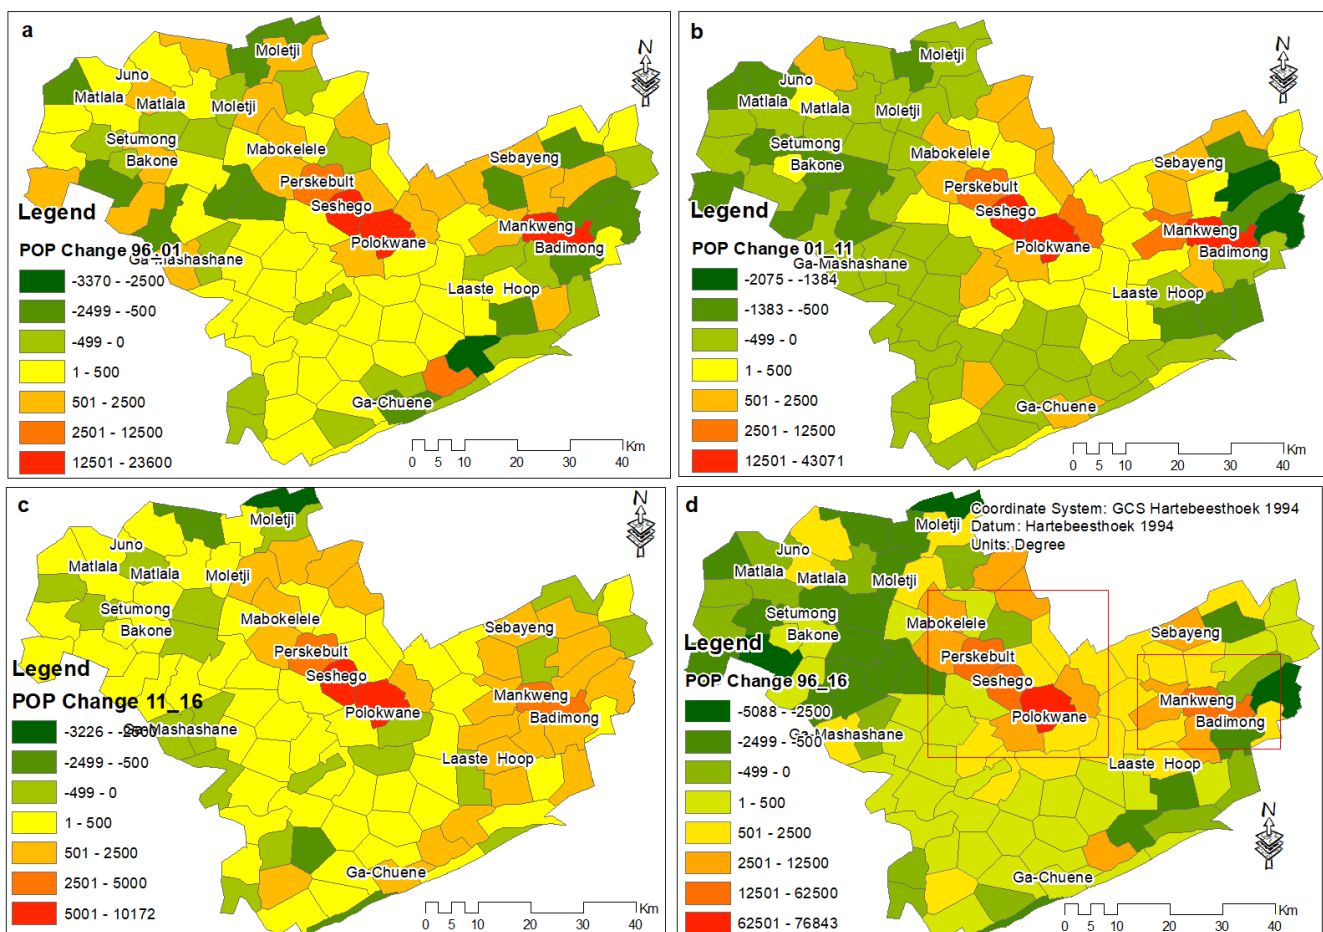 a
N
Moletji
Juno
Matlala
Matlala
Moletji
Setumong
Bakone
Mabokelele
Sebayeng
Perskebult
Seshego
Legend
Mankweng
Polokwane
Badimong
POP Change 96_01
Ga-Mashashane
-3370 - -2500
Laaste Hoop
-2499 - -500
-499 - 0
1 - 500
501 - 2500
Ga-Chuene
2501 - 12500
12501 - 23600
Km
0 5 10 20 30 40
b
N
Moletji
Juno
Matlala
Matlala
Moletji
Setumong
Bakone
Mabokelele
Sebayeng
Perskebult
Seshego
Legend
Mankweng
Polokwane
Badimong
POP Change 01_11
Ga-Mashashane
-2075 - -1384
Laaste Hoop
-1383 - -500
-499 - 0
1 - 500
501 - 2500
Ga-Chuene
2501 - 12500
12501 - 43071
Km
0 5 10 20 30 40
c
N
Moletji
Juno
Matlala
Matlala
Moletji
Setumong
Bakone
Mabokelele
Sebayeng
Perskebult
Legend
Seshego
Mankweng
POP Change 11_16
Polokwane
Badimong
Ga-Mashashane
-3226 - -2500
Laaste Hoop
-2499 - -500
-499 - 0
1 - 500
501 - 2500
Ga-Chuene
2501 - 5000
5001 - 10172
Km
0 5 10 20 30 40
d
Coordinate System: GCS Hartebeesthoek 1994
Datum: Hartebeesthoek 1994
Units: Degree
Moletji
Juno
Matlala
Matlala
Moletji
Setumong
Bakone
Mabokelele
Sebayeng
Legend
Perskebult
Seshego
POP Change 96_16
Mankweng
Polokwane
Badimong
-5088 - -2500
Ga-Mashashane
-2499 - -500
Laaste Hoop
-499 - 0
1 - 500
N
501 - 2500
2501 - 12500
12501 - 62500
62501 - 76843
Km
0 5 10 20 30 40